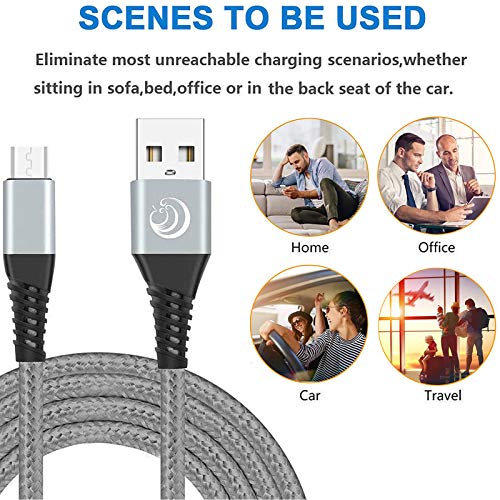 SCENES TO BE USED
Eliminate most unreachable charging scenarios,whether
sitting in sofa,bed,office or in the back seat of the car.
Home
Office
Car
Travel